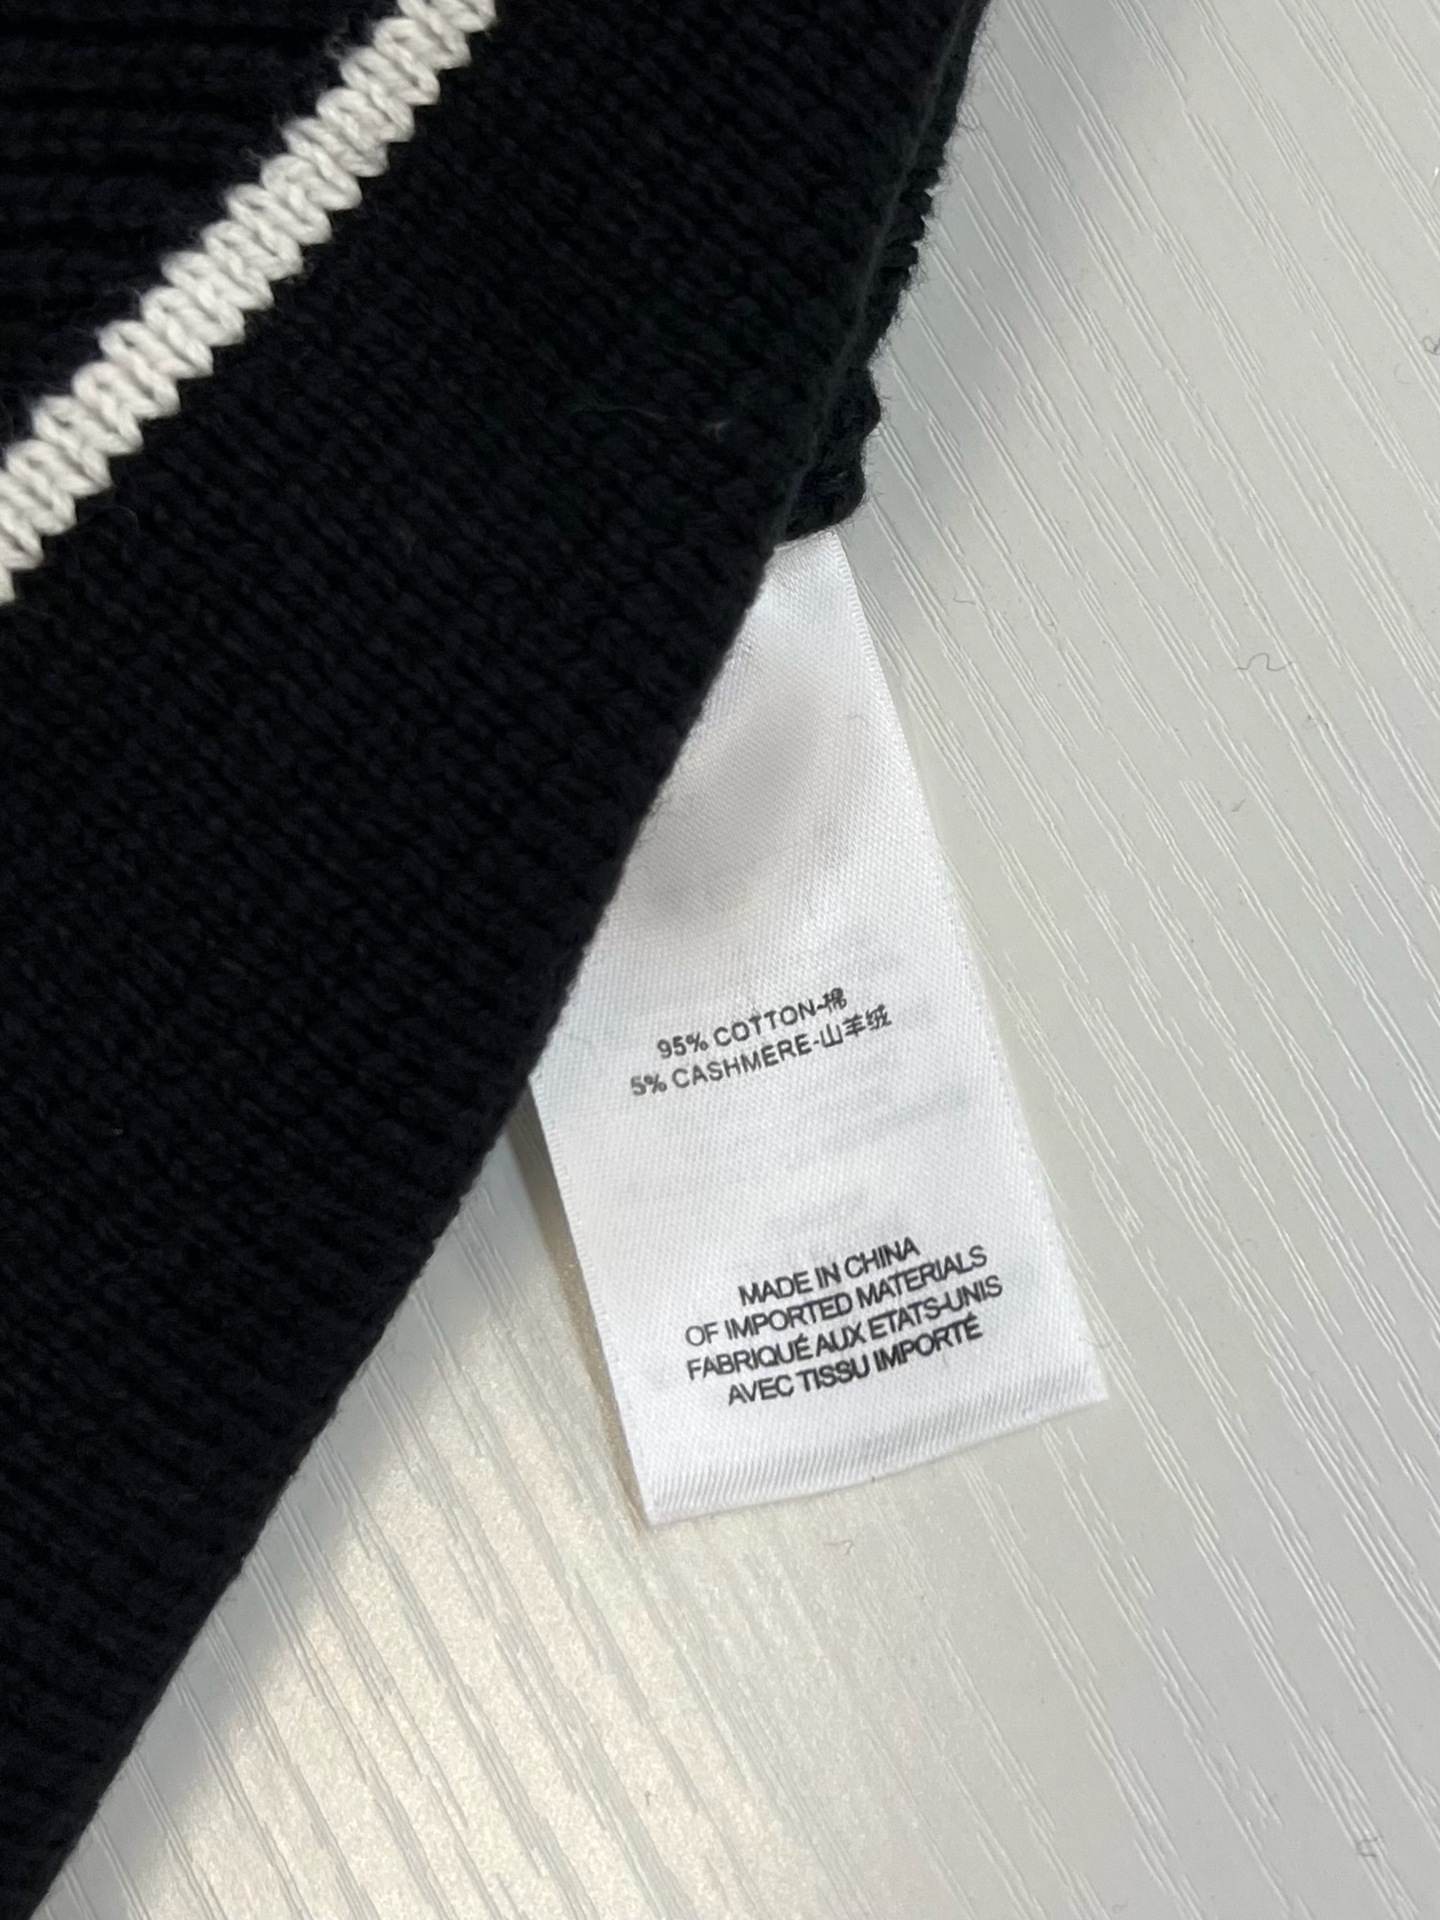 95% COTTON-棉
5% CASHMERE-山羊绒
MADE IN CHINA
OF IMPORTED MATERIALS
FABRIQUÉ AUX ETATS-UNIS
AVEC TISSU IMPORTÉ